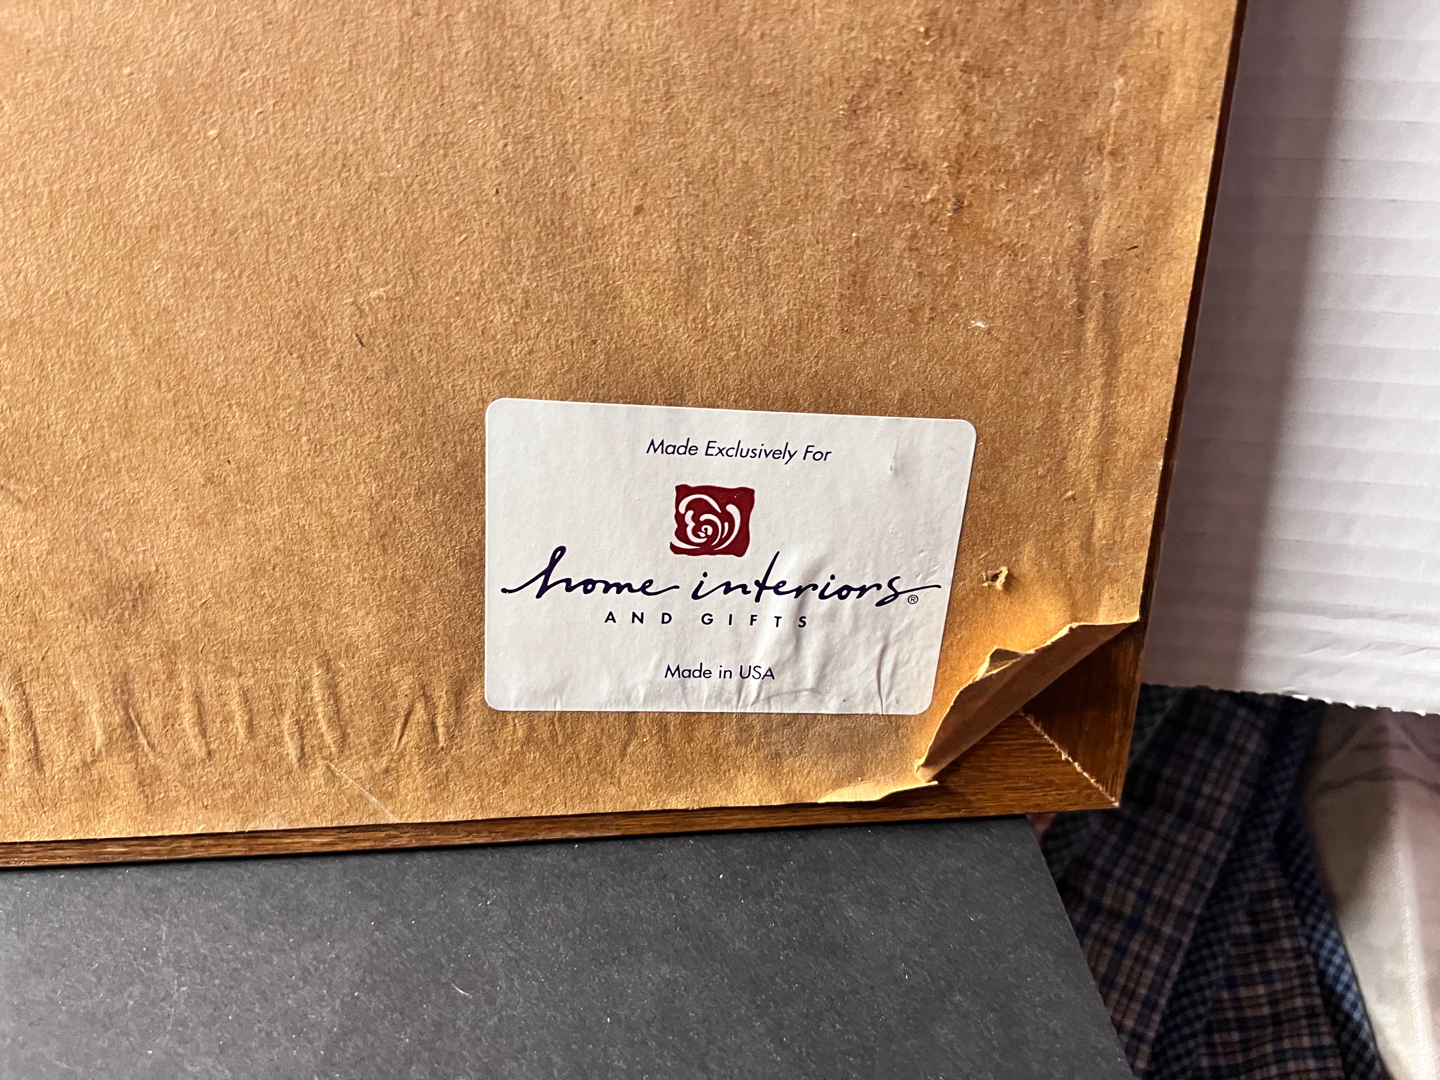 Made Exclusively For
home interiors®
AND GIFTS
Made in USA